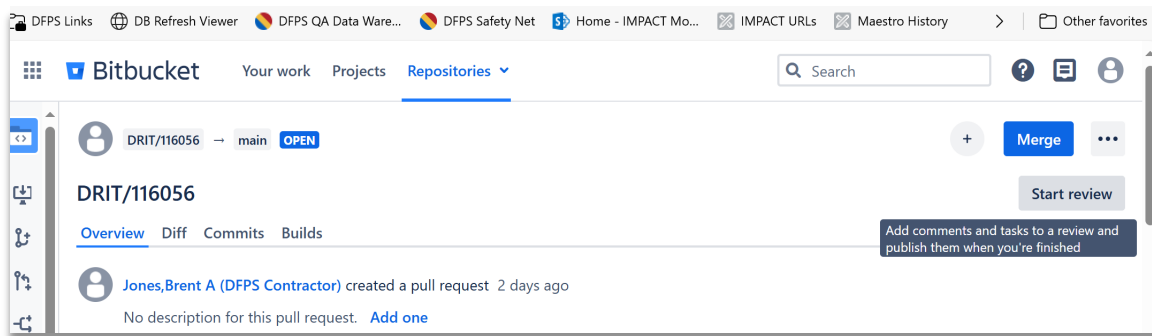 DFPS Links DB Refresh Viewer DFPS QA Data Ware... DFPS Safety Net Home - IMPACT Mo... IMPACT URLs Maestro History Other favorites
Bitbucket Your work Projects Repositories Search
DRIT/116056 → main OPEN + Merge ...
DRIT/116056 Start review
Overview Diff Commits Builds
Add comments and tasks to a review and
publish them when you're finished
Jones,Brent A (DFPS Contractor) created a pull request 2 days ago
No description for this pull request. Add one